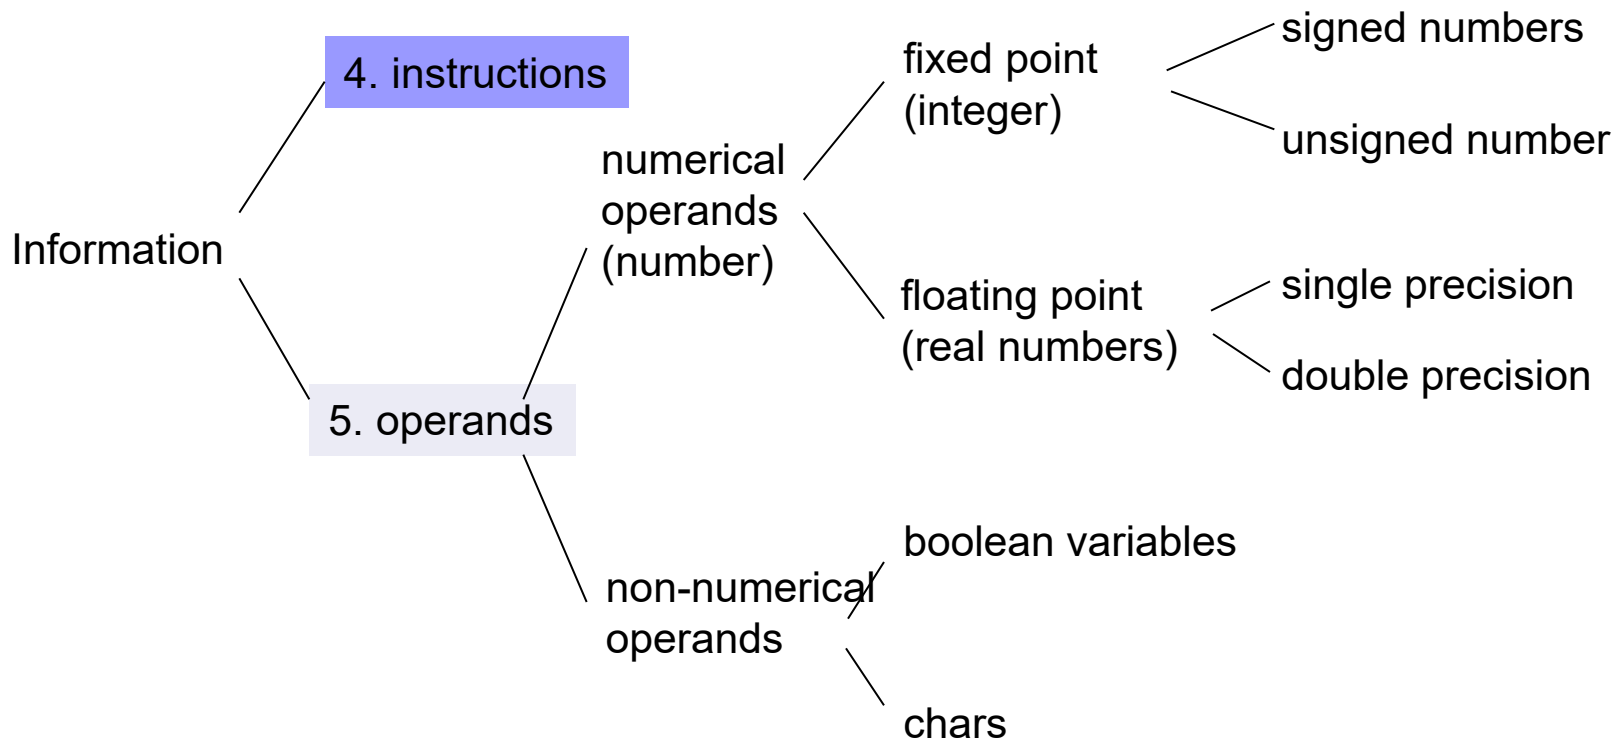 Information
4. instructions
5. operands
numerical
operands
(number)
non-numerical
operands
fixed point
(integer)
floating point
(real numbers)
boolean variables
chars
signed numbers
unsigned number
single precision
double precision